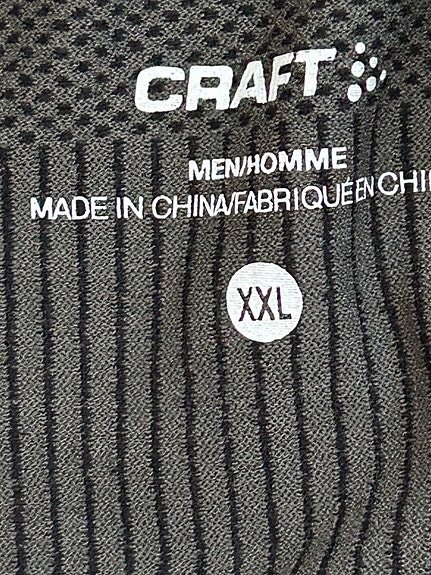 CRAFT
MEN/HOMME
MADE IN CHINA/FABRIQUÉ EN CHI
XXL